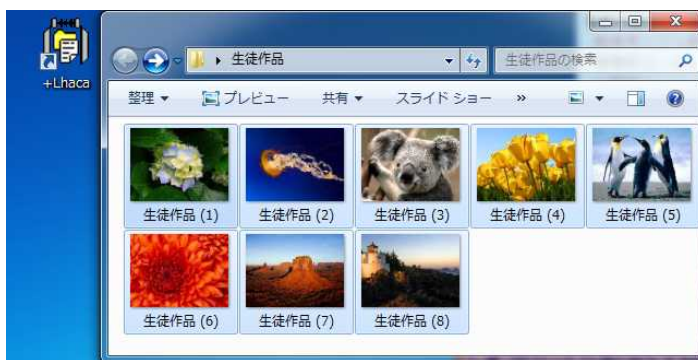 +Lhaca
生徒作品
生徒作品の検索
整理 プレビュー 共有 スライド ショー »
生徒作品 (1) 生徒作品 (2) 生徒作品 (3) 生徒作品 (4) 生徒作品 (5)
生徒作品 (6) 生徒作品 (7) 生徒作品 (8)